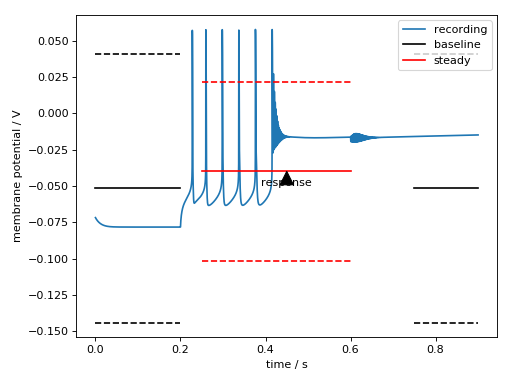 0.050
0.025
0.000
−0.025
−0.050
−0.075
−0.100
−0.125
−0.150
membrane potential / V
recording
baseline
steady
response
0.0 0.2 0.4 0.6 0.8
time / s